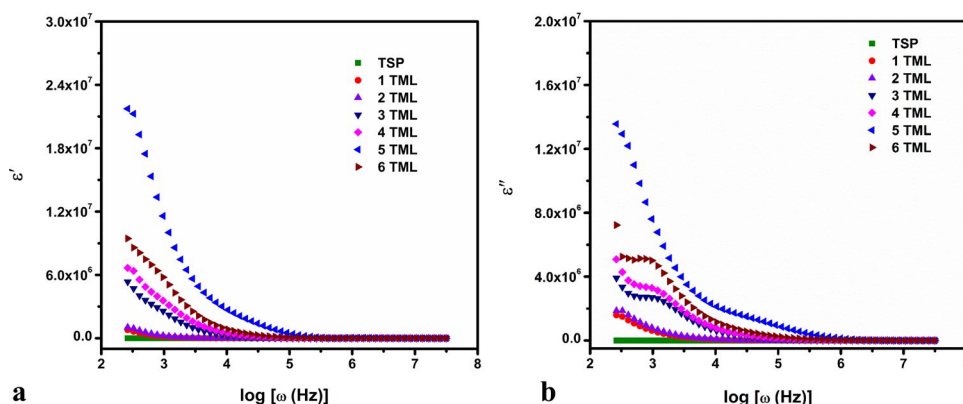 3.0x10⁷
2.4x10⁷
1.8x10⁷
1.2x10⁷
6.0x10⁶
0.0
ε′
2 3 4 5 6 7 8
log [ω (Hz)]
TSP
1 TML
2 TML
3 TML
4 TML
5 TML
6 TML
a
2.0x10⁷
1.6x10⁷
1.2x10⁷
8.0x10⁶
4.0x10⁶
0.0
ε″
2 3 4 5 6 7 8
log [ω (Hz)]
TSP
1 TML
2 TML
3 TML
4 TML
5 TML
6 TML
b